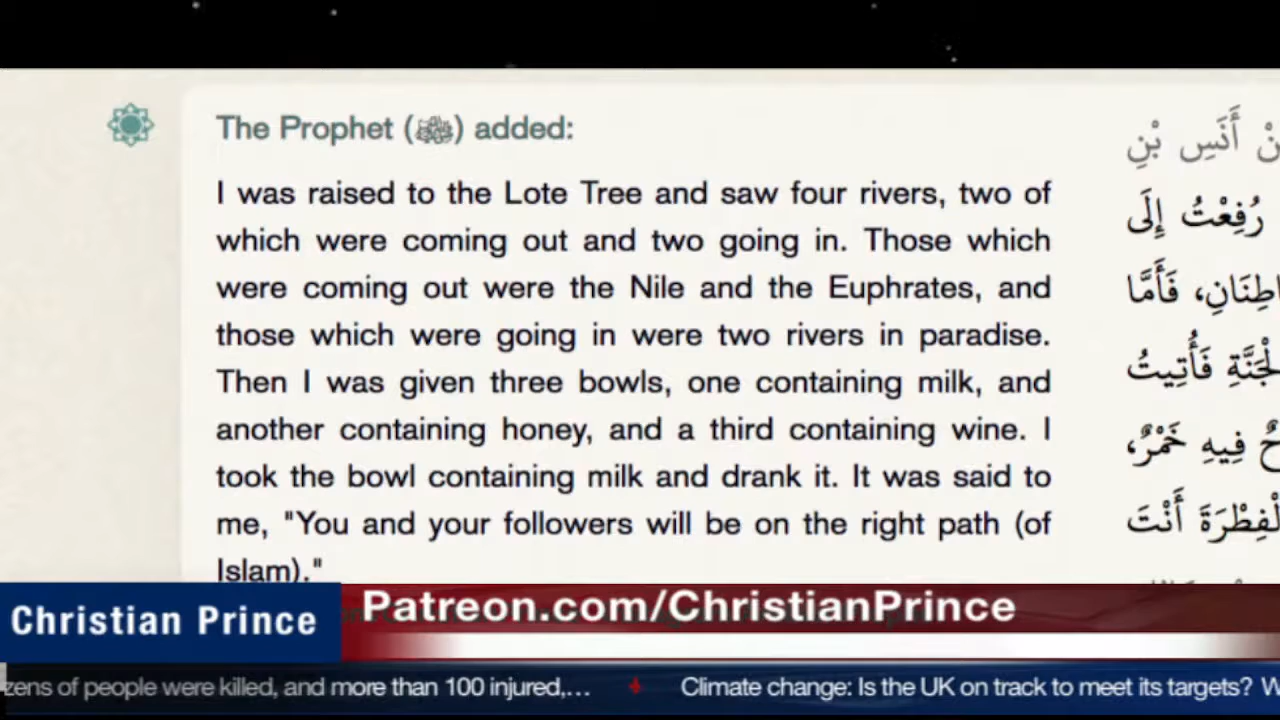 The Prophet (ﷺ) added:
I was raised to the Lote Tree and saw four rivers, two of
which were coming out and two going in. Those which
were coming out were the Nile and the Euphrates, and
those which were going in were two rivers in paradise.
Then I was given three bowls, one containing milk, and
another containing honey, and a third containing wine. I
took the bowl containing milk and drank it. It was said to
me, "You and your followers will be on the right path (of
Islam)."
أَنَسِ بْنِ
رُفِعْتُ إِلَى
فَأَمَّا
فَأُتِيتُ
فِيهِ خَمْرٌ،
أَنْتَ
Christian Prince
Patreon.com/ChristianPrince
of people were killed, and more than 100 injured,...
Climate change: Is the UK on track to meet its targets? W